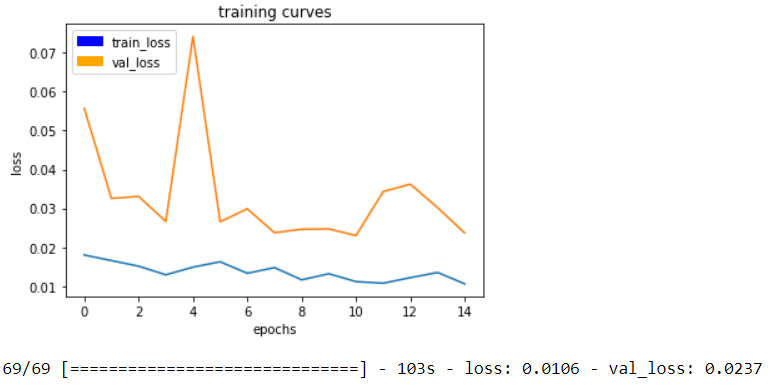 training curves
train_loss
val_loss
0.07
0.06
0.05
0.04
0.03
0.02
0.01
loss
0 2 4 6 8 10 12 14
epochs
69/69 [==============================] - 103s - loss: 0.0106 - val_loss: 0.0237